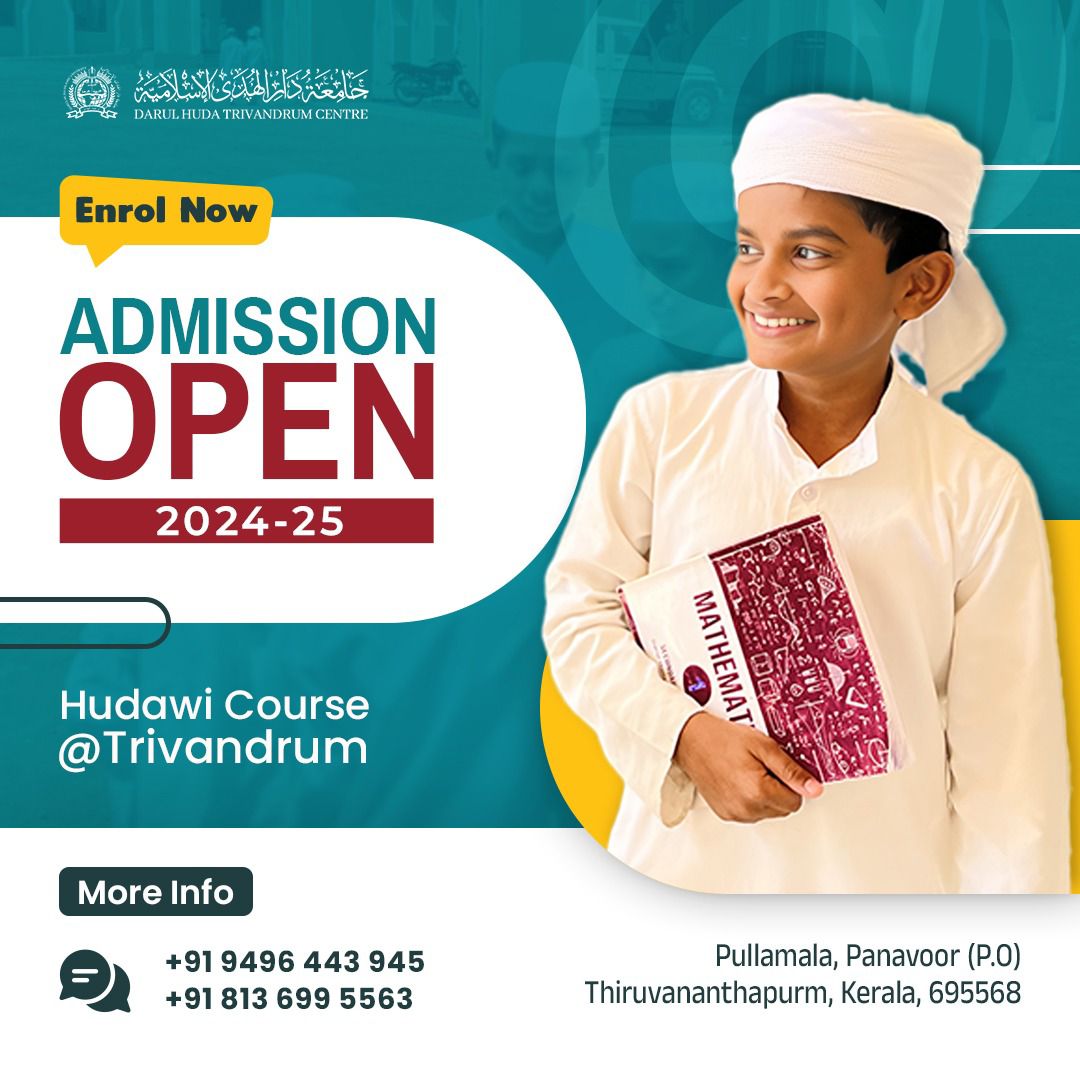 جامعة دار الهدى الإسلامية
DARUL HUDA TRIVANDRUM CENTRE
Enrol Now
ADMISSION
OPEN
2024-25
MATHEMAT
Hudawi Course
@Trivandrum
More Info
+91 9496 443 945
+91 813 699 5563
Pullamala, Panavoor (P.O)
Thiruvananthapurm, Kerala, 695568